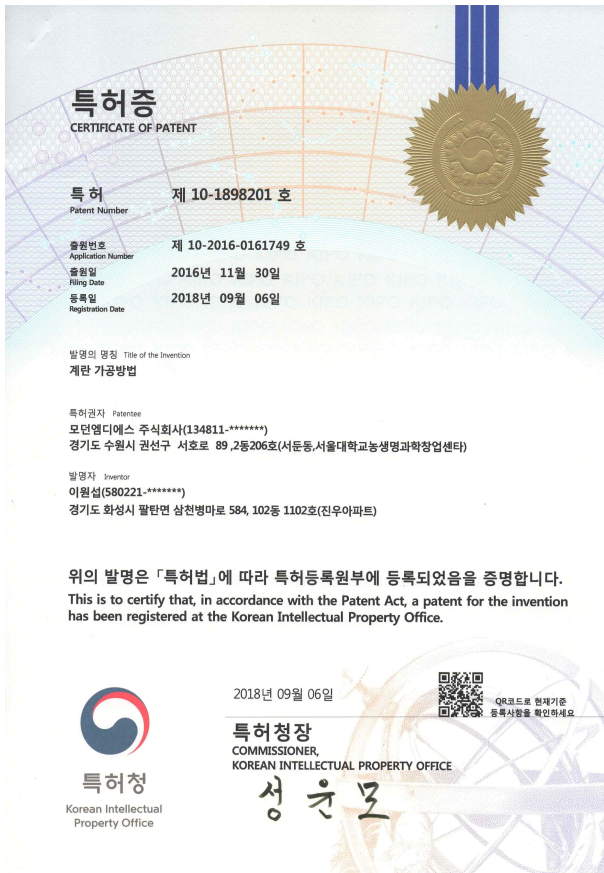 특허증
CERTIFICATE OF PATENT
특허 제 10-1898201 호
Patent Number
출원번호 제 10-2016-0161749 호
Application Number
출원일 2016년 11월 30일
Filing Date
등록일 2018년 09월 06일
Registration Date
발명의 명칭 Title of the Invention
계란 가공방법
특허권자 Patentee
모던엠디에스 주식회사(134811-*******)
경기도 수원시 권선구 서호로 89 ,2동206호(서둔동,서울대학교농생명과학창업센타)
발명자 Inventor
이원섭(580221-*******)
경기도 화성시 팔탄면 삼천병마로 584, 102동 1102호(진우아파트)
위의 발명은 「특허법」에 따라 특허등록원부에 등록되었음을 증명합니다.
This is to certify that, in accordance with the Patent Act, a patent for the invention
has been registered at the Korean Intellectual Property Office.
2018년 09월 06일
QR코드로 현재기준
등록사항을 확인하세요
특허청장
COMMISSIONER,
KOREAN INTELLECTUAL PROPERTY OFFICE
성윤모
특허청
Korean Intellectual
Property Office